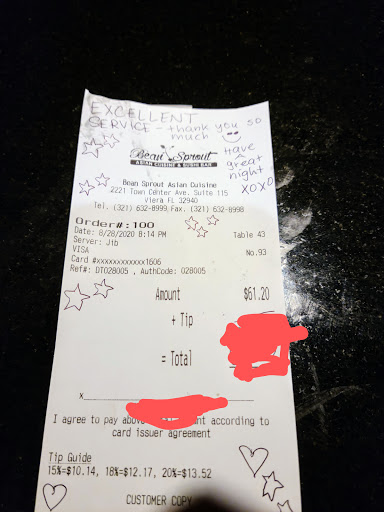 EXCELLENT
SERVICE - thank you so
much
Have
a great
night
XOXO
Bean Sprout
ASIAN CUISINE & SUSHI BAR
Bean Sprout Asian Cuisine
2221 Town Center Ave. Suite 115
Viera FL 32940
Tel. (321) 632-8999, Fax. (321) 632-8998
Order#: 100
Date: 8/28/2020 8:14 PM Table 43
Server: Jib No.93
VISA
Card #xxxxxxxxxxxx1606
Ref#: DT028005 , AuthCode: 028005
Amount $61.20
+ Tip
= Total
x
I agree to pay above nt according to
card issuer agreement
Tip Guide
15%=$10.14, 18%=$12.17, 20%=$13.52
CUSTOMER COPY